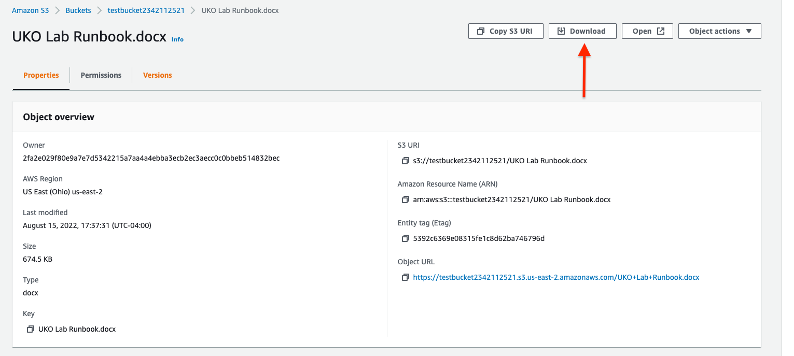 Amazon S3 > Buckets > testbucket2342112521 > UKO Lab Runbook.docx
UKO Lab Runbook.docx Info
Copy S3 URI Download Open Object actions
Properties Permissions Versions
Object overview
Owner
2fa2e029f80e9a7e7d5342215a7aa4a4ebba3ecb2ec3aecc0c0bbeb514832bec
AWS Region
US East (Ohio) us-east-2
Last modified
August 15, 2022, 17:37:31 (UTC-04:00)
Size
674.5 KB
Type
docx
Key
UKO Lab Runbook.docx
S3 URI
s3://testbucket2342112521/UKO Lab Runbook.docx
Amazon Resource Name (ARN)
arn:aws:s3:::testbucket2342112521/UKO Lab Runbook.docx
Entity tag (Etag)
5392c6369e08315fe1c8d62ba746796d
Object URL
https://testbucket2342112521.s3.us-east-2.amazonaws.com/UKO+Lab+Runbook.docx